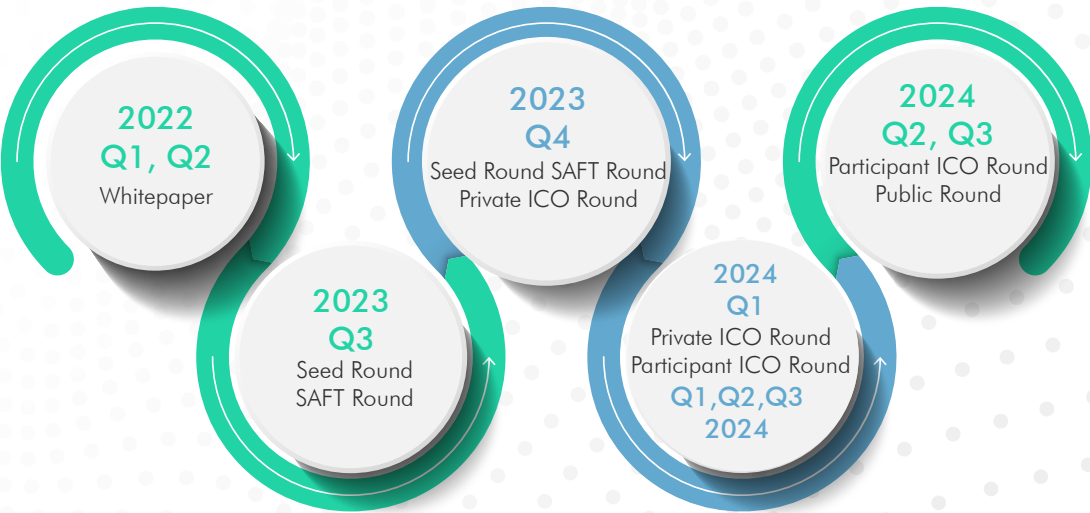 2022
Q1, Q2
Whitepaper
2023
Q3
Seed Round
SAFT Round
2023
Q4
Seed Round SAFT Round
Private ICO Round
2024
Q1
Private ICO Round
Participant ICO Round
Q1,Q2,Q3
2024
2024
Q2, Q3
Participant ICO Round
Public Round